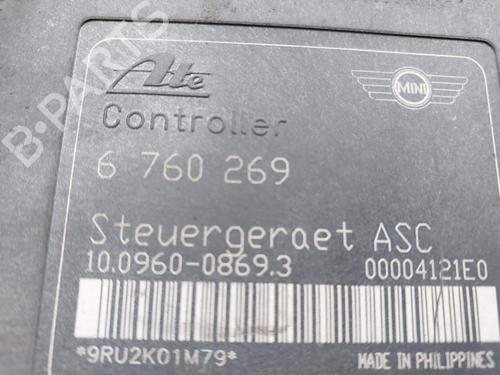 B-PARTS
Ate
MINI
Controller
6 760 269
Steuergeraet ASC
10.0960-0869.3 00004121E0
*9RU2K01M79*
MADE IN PHILIPPINES